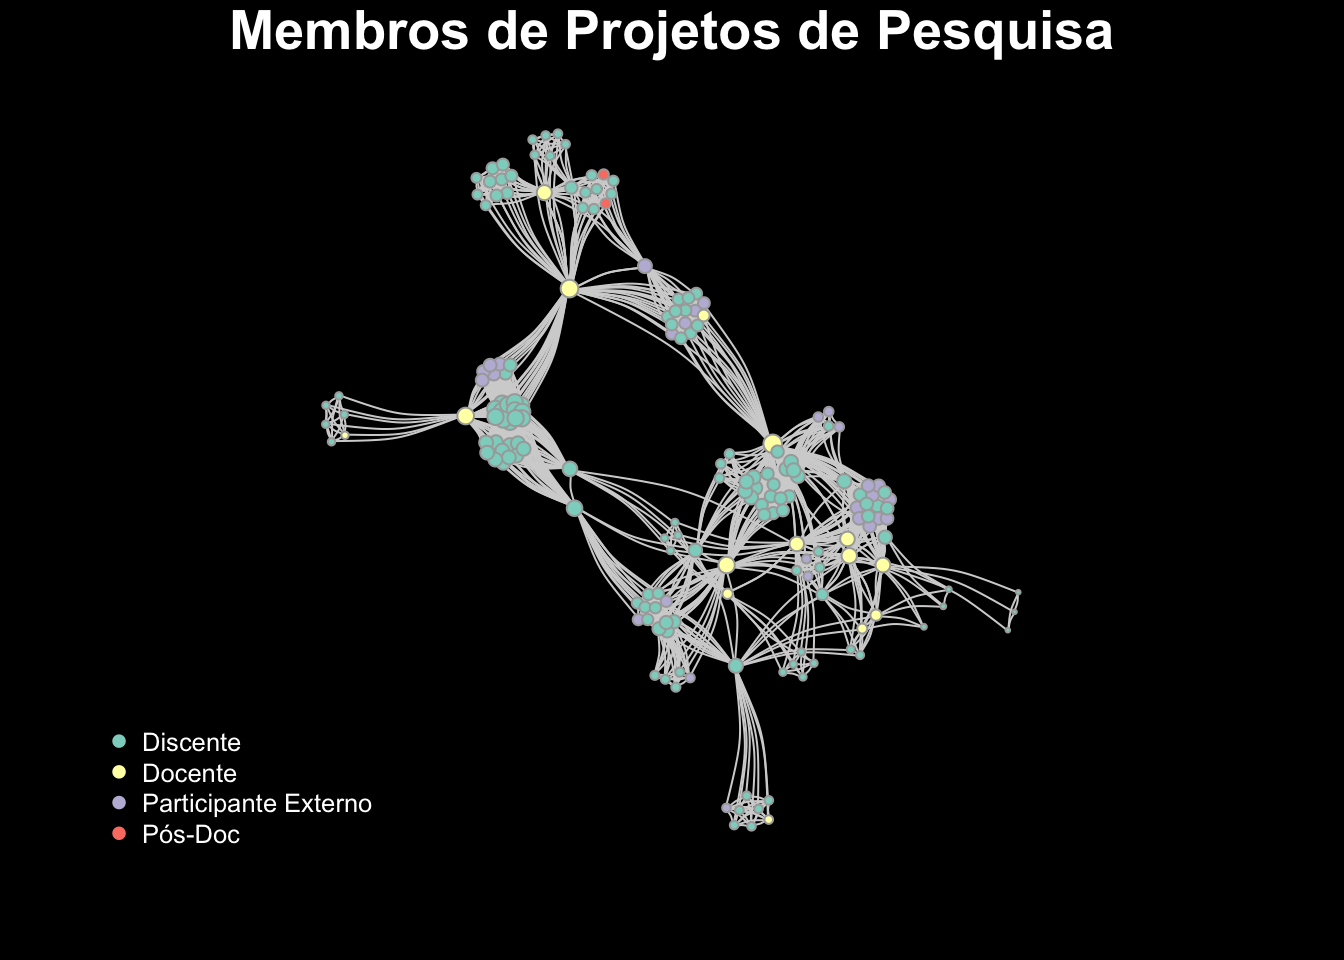 Membros de Projetos de Pesquisa
Discente
Docente
Participante Externo
Pós-Doc